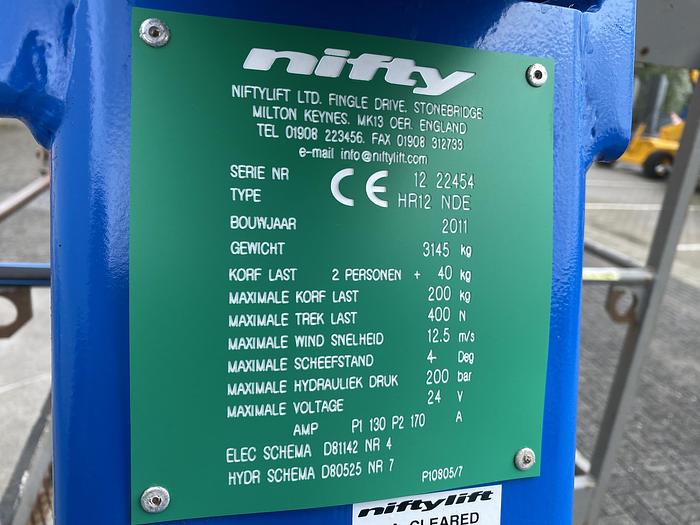 nifty
NIFTYLIFT LTD. FINGLE DRIVE. STONEBRIDGE
MILTON KEYNES. MK13 OER. ENGLAND
TEL 01908 223456. FAX 01908 312733
e-mail info@niftylift.com
SERIE NR CE 12 22454
TYPE HR12 NDE
BOUWJAAR 2011
GEWICHT 3145 kg
KORF LAST 2 PERSONEN + 40 kg
MAXIMALE KORF LAST 200 kg
MAXIMALE TREK LAST 400 N
MAXIMALE WIND SNELHEID 12.5 m/s
MAXIMALE SCHEEFSTAND 4- Deg
MAXIMALE HYDRAULIEK DRUK 200 bar
MAXIMALE VOLTAGE 24 V
AMP P1 130 P2 170 A
ELEC SCHEMA D81142 NR 4
HYDR SCHEMA D80525 NR 7 P10805/7
niftylift
CLEARED